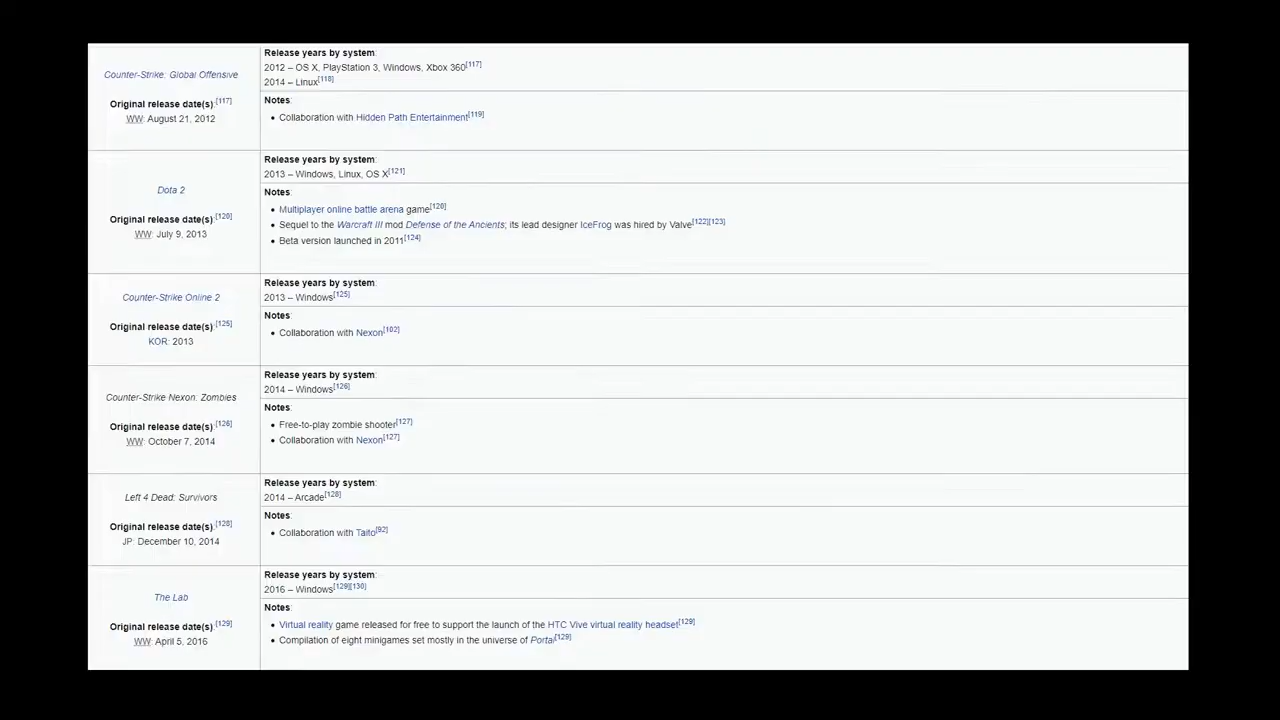 Counter-Strike: Global Offensive
Original release date(s):[117]
WW: August 21, 2012
Release years by system:
2012 – OS X, PlayStation 3, Windows, Xbox 360[117]
2014 – Linux[118]
Notes:
• Collaboration with Hidden Path Entertainment[119]
Dota 2
Original release date(s):[120]
WW: July 9, 2013
Release years by system:
2013 – Windows, Linux, OS X[121]
Notes:
• Multiplayer online battle arena game[120]
• Sequel to the Warcraft III mod Defense of the Ancients; its lead designer IceFrog was hired by Valve[122][123]
• Beta version launched in 2011[124]
Counter-Strike Online 2
Original release date(s):[125]
KOR: 2013
Release years by system:
2013 – Windows[125]
Notes:
• Collaboration with Nexon[102]
Counter-Strike Nexon: Zombies
Original release date(s):[126]
WW: October 7, 2014
Release years by system:
2014 – Windows[126]
Notes:
• Free-to-play zombie shooter[127]
• Collaboration with Nexon[127]
Left 4 Dead: Survivors
Original release date(s):[128]
JP: December 10, 2014
Release years by system:
2014 – Arcade[128]
Notes:
• Collaboration with Taito[92]
The Lab
Original release date(s):[129]
WW: April 5, 2016
Release years by system:
2016 – Windows[129][130]
Notes:
• Virtual reality game released for free to support the launch of the HTC Vive virtual reality headset[129]
• Compilation of eight minigames set mostly in the universe of Portal[129]